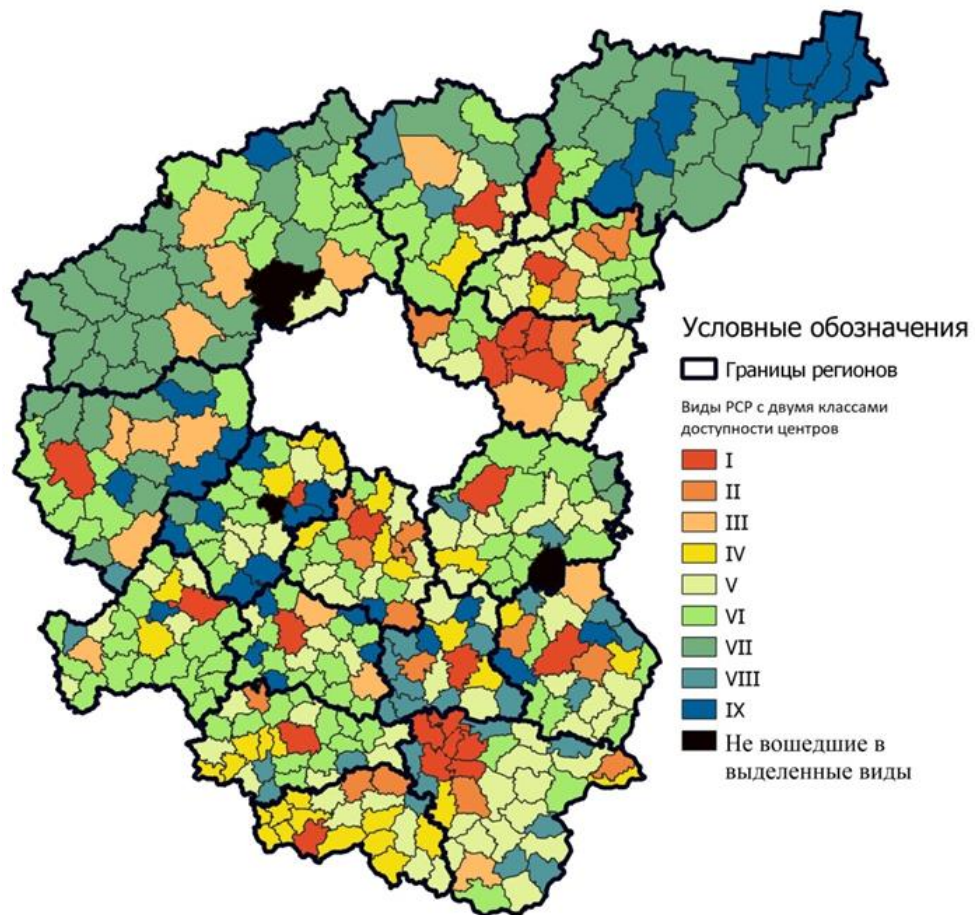 Условные обозначения
Границы регионов
Виды РСР с двумя классами
доступности центров
I
II
III
IV
V
VI
VII
VIII
IX
Не вошедшие в
выделенные виды